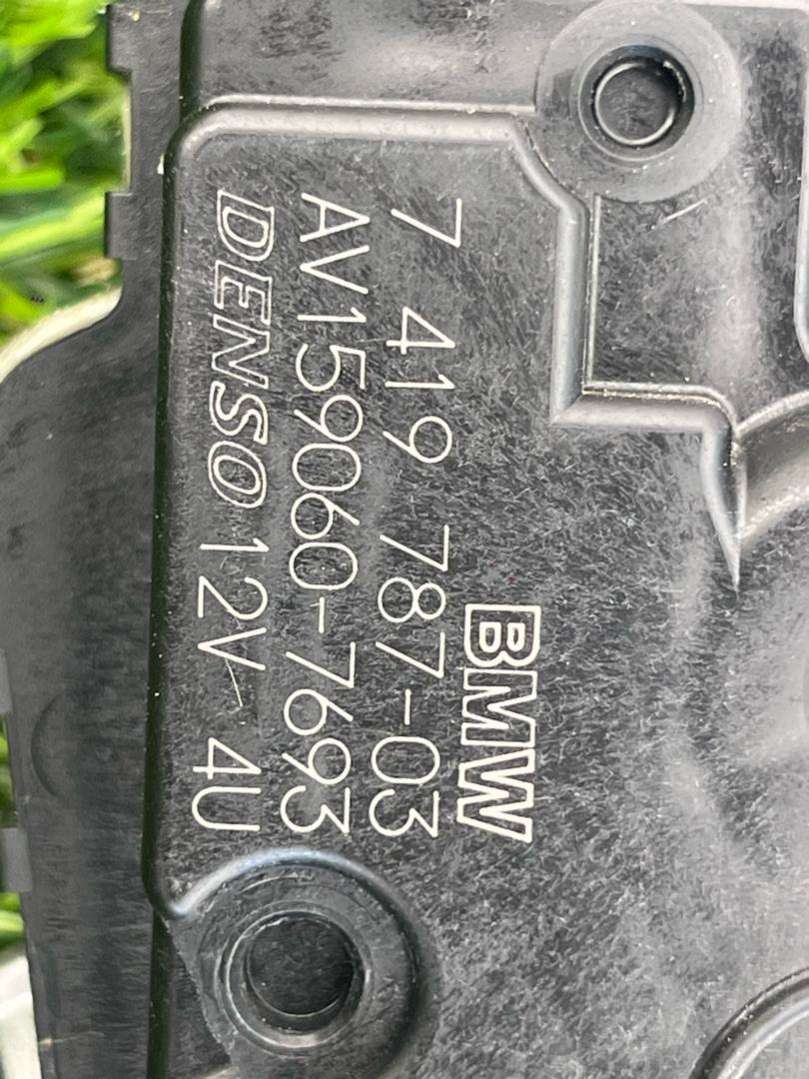 BMW
7 419 787-03
AV159060-7693
DENSO 12V 4U